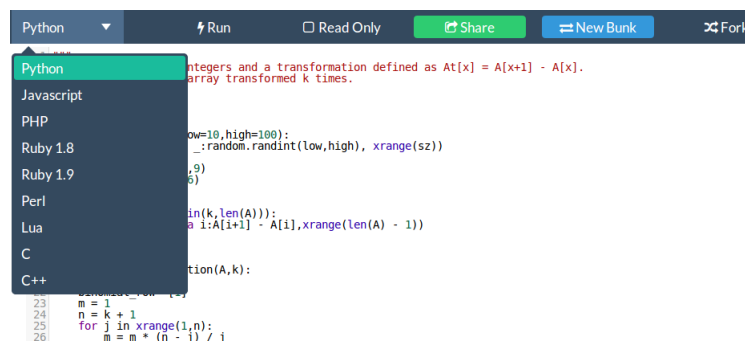 Python Run Read Only Share New Bunk Fork
Python
Javascript
PHP
Ruby 1.8
Ruby 1.9
Perl
Lua
C
C++
ntegers and a transformation defined as At[x] = A[x+1] - A[x].
array transformed k times.
ow=10,high=100):
_:random.randint(low,high), xrange(sz))
,9)
6)
in(k,len(A))):
a i:A[i+1] - A[i],xrange(len(A) - 1))
tion(A,k):
23 m = 1
24 n = k + 1
25 for j in xrange(1,n):
26 m = m * (n - j) / j